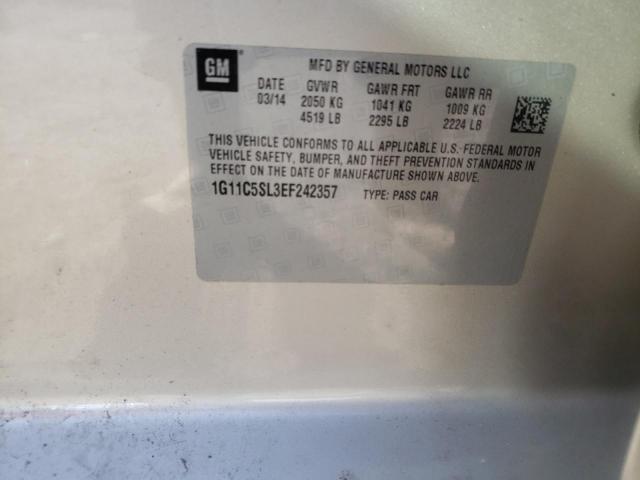 GM
MFD BY GENERAL MOTORS LLC
DATE GVWR GAWR FRT GAWR RR
03/14 2050 KG 1041 KG 1009 KG
4519 LB 2295 LB 2224 LB
THIS VEHICLE CONFORMS TO ALL APPLICABLE U.S. FEDERAL MOTOR
VEHICLE SAFETY, BUMPER, AND THEFT PREVENTION STANDARDS IN
EFFECT ON THE DATE OF MANUFACTURE SHOWN ABOVE.
1G11C5SL3EF242357 TYPE: PASS CAR